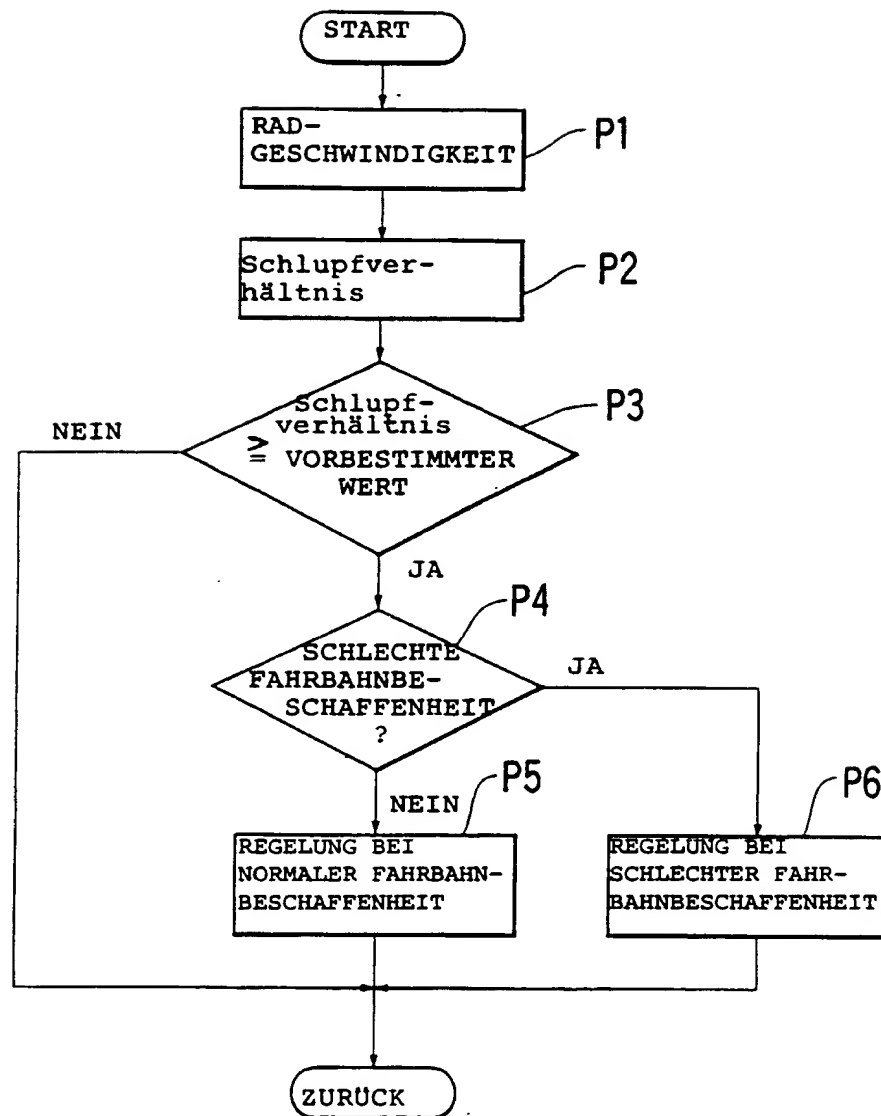 START
RAD-
GESCHWINDIGKEIT
P1
Schlupfver-
hältnis
P2
Schlupf-
verhältnis
≧ VORBESTIMMTER
WERT
P3
NEIN
JA
P4
SCHLECHTE
FAHRBAHNBE-
SCHAFFENHEIT
?
JA
NEIN
P5
P6
REGELUNG BEI
NORMALER FAHRBAHN-
BESCHAFFENHEIT
REGELUNG BEI
SCHLECHTER FAHR-
BAHNBESCHAFFENHEIT
ZURÜCK